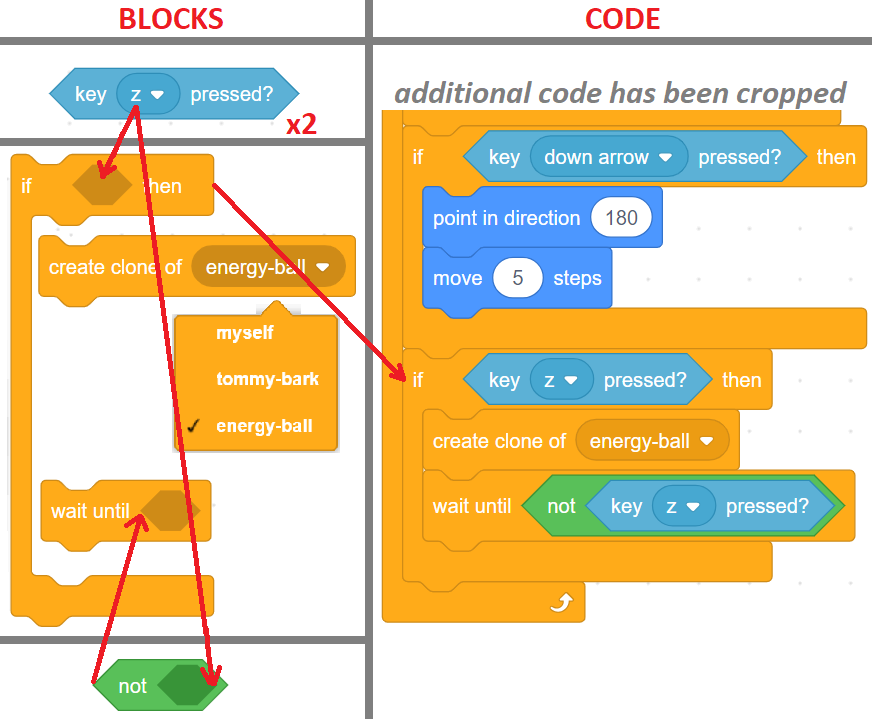 BLOCKS
key z pressed?
x2
if then
create clone of energy-ball
myself
tommy-bark
✓ energy-ball
wait until
not
CODE
additional code has been cropped
if key down arrow pressed? then
point in direction 180
move 5 steps
if key z pressed? then
create clone of energy-ball
wait until not key z pressed?